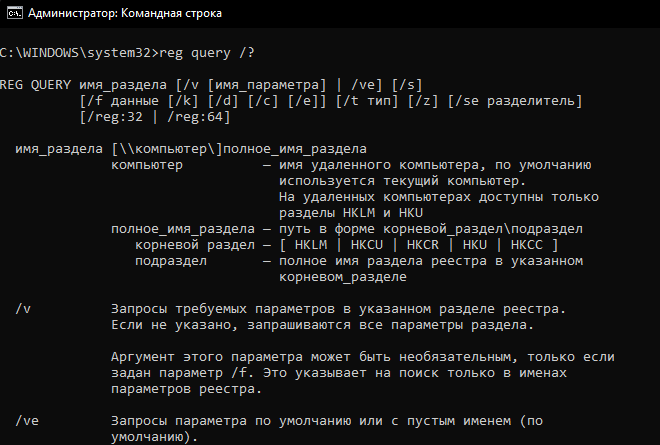 Администратор: Командная строка
C:\WINDOWS\system32>reg query /?
REG QUERY имя_раздела [/v [имя_параметра] | /ve] [/s]
[/f данные [/k] [/d] [/c] [/e]] [/t тип] [/z] [/se разделитель]
[/reg:32 | /reg:64]
имя_раздела [\\компьютер\]полное_имя_раздела
компьютер – имя удаленного компьютера, по умолчанию
используется текущий компьютер.
На удаленных компьютерах доступны только
разделы HKLM и HKU
полное_имя_раздела – путь в форме корневой_раздел\подраздел
корневой раздел – [ HKLM | HKCU | HKCR | HKU | HKCC ]
подраздел – полное имя раздела реестра в указанном
корневом_разделе
/v Запросы требуемых параметров в указанном разделе реестра.
Если не указано, запрашиваются все параметры раздела.
Аргумент этого параметра может быть необязательным, только если
задан параметр /f. Это указывает на поиск только в именах
параметров реестра.
/ve Запросы параметра по умолчанию или с пустым именем (по
умолчанию).